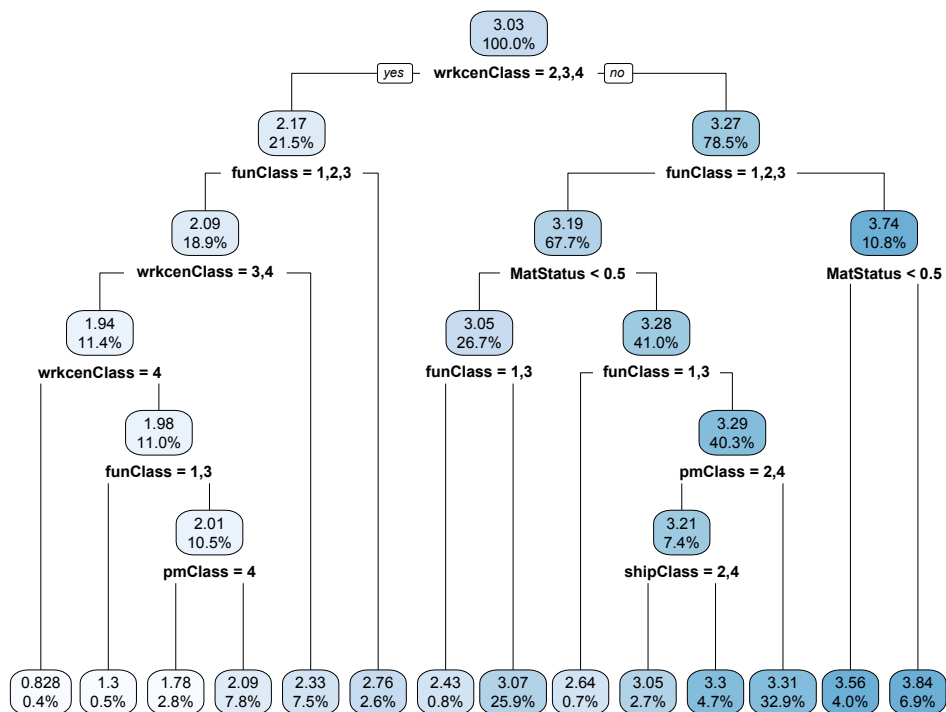 3.03
100.0%
yes wrkcenClass = 2,3,4 no
2.17 3.27
21.5% 78.5%
funClass = 1,2,3 funClass = 1,2,3
2.09 3.19 3.74
18.9% 67.7% 10.8%
wrkcenClass = 3,4 MatStatus < 0.5 MatStatus < 0.5
1.94 3.05 3.28
11.4% 26.7% 41.0%
wrkcenClass = 4 funClass = 1,3 funClass = 1,3
1.98 3.29
11.0% 40.3%
funClass = 1,3 pmClass = 2,4
2.01 3.21
10.5% 7.4%
pmClass = 4 shipClass = 2,4
0.828 1.3 1.78 2.09 2.33 2.76 2.43 3.07 2.64 3.05 3.3 3.31 3.56 3.84
0.4% 0.5% 2.8% 7.8% 7.5% 2.6% 0.8% 25.9% 0.7% 2.7% 4.7% 32.9% 4.0% 6.9%